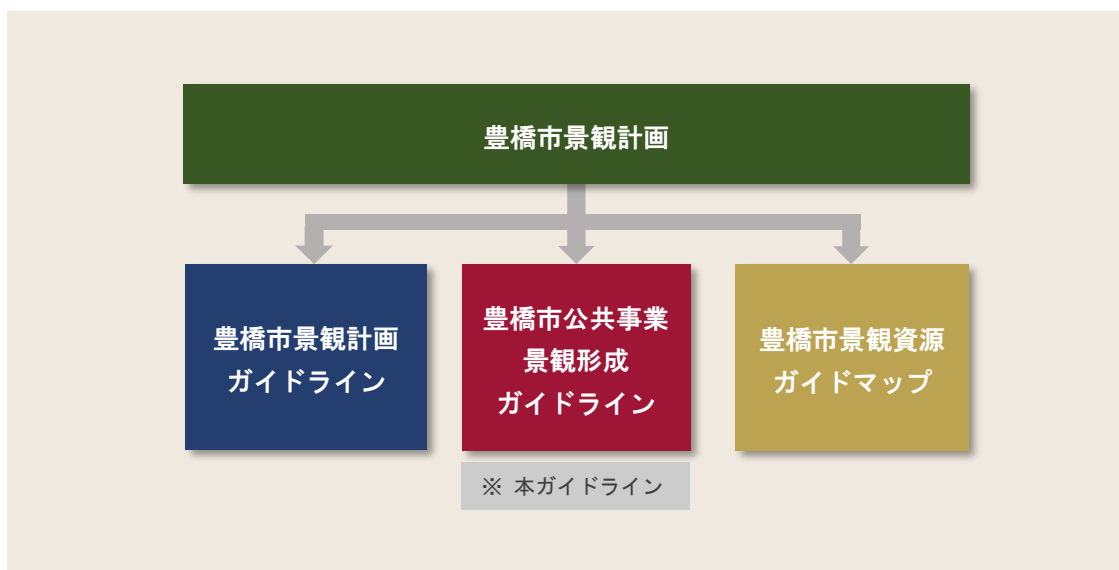 豊橋市景観計画
豊橋市景観計画
ガイドライン
豊橋市公共事業
景観形成
ガイドライン
豊橋市景観資源
ガイドマップ
※ 本ガイドライン